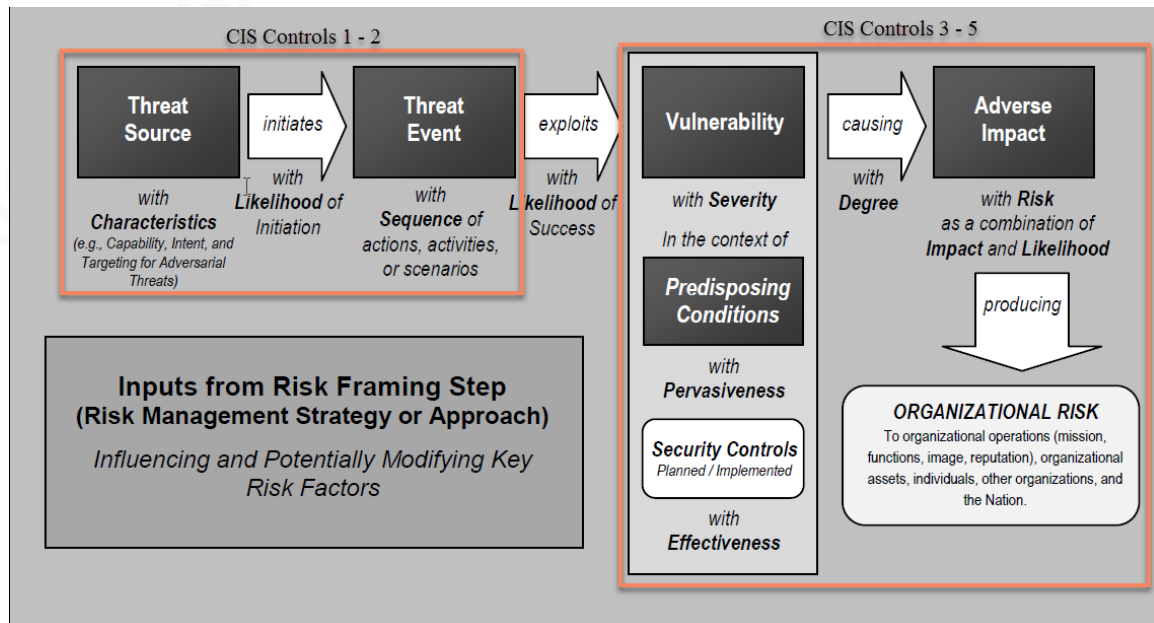 CIS Controls 1 - 2
CIS Controls 3 - 5
Threat
Source
initiates
Threat
Event
exploits
Vulnerability
causing
Adverse
Impact
with
Characteristics
(e.g., Capability, Intent, and
Targeting for Adversarial
Threats)
with
Likelihood of
Initiation
with
Sequence of
actions, activities,
or scenarios
with
Likelihood of
Success
with Severity
In the context of
Predisposing
Conditions
with
Pervasiveness
Security Controls
Planned / Implemented
with
Effectiveness
with
Degree
with Risk
as a combination of
Impact and Likelihood
producing
ORGANIZATIONAL RISK
To organizational operations (mission,
functions, image, reputation), organizational
assets, individuals, other organizations, and
the Nation.
Inputs from Risk Framing Step
(Risk Management Strategy or Approach)
Influencing and Potentially Modifying Key
Risk Factors